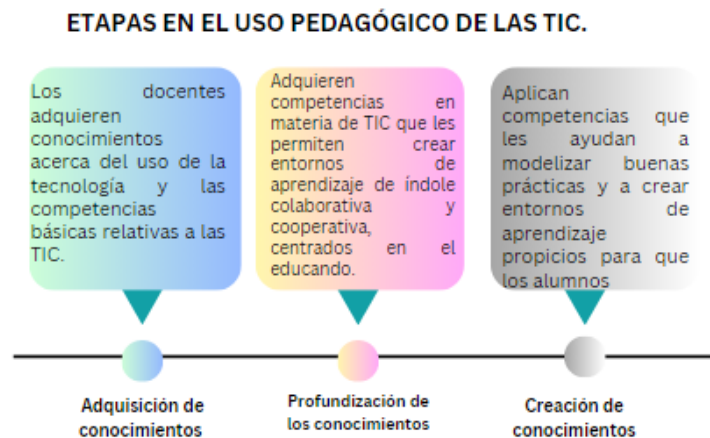 ETAPAS EN EL USO PEDAGÓGICO DE LAS TIC.
Los docentes
adquieren
conocimientos
acerca del uso de la
tecnología y las
competencias
básicas relativas a las
TIC.
Adquieren
competencias en
materia de TIC que les
permiten crear
entornos de
aprendizaje de índole
colaborativa y
cooperativa,
centrados en el
educando.
Aplican
competencias que
les ayudan a
modelizar buenas
prácticas y a crear
entornos de
aprendizaje
propicios para que
los alumnos
Adquisición de
conocimientos
Profundización de
los conocimientos
Creación de
conocimientos